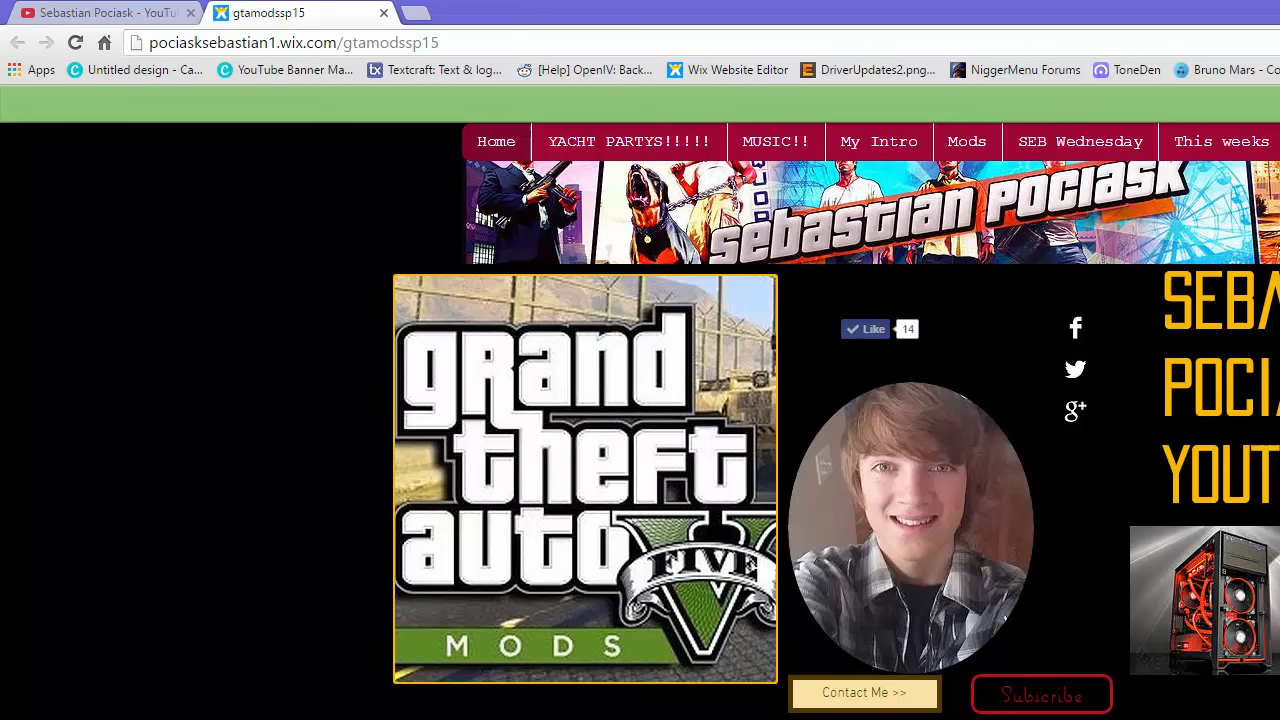 Sebastian Pociask - YouTu
gtamodssp15
pociasksebastian1.wix.com/gtamodssp15
Apps
Untitled design - Ca...
YouTube Banner Ma...
Textcraft: Text & log...
[Help] OpenIV: Back...
Wix Website Editor
DriverUpdates2.png...
NiggerMenu Forums
ToneDen
Bruno Mars - Co
Home
YACHT PARTYS!!!!!
MUSIC!!
My Intro
Mods
SEB Wednesday
This weeks
sebastian pociask
SEBA
POCIA
YOUT
Like
14
grand
theft
auto
V
FIVE
MODS
Contact Me >>
Subscribe